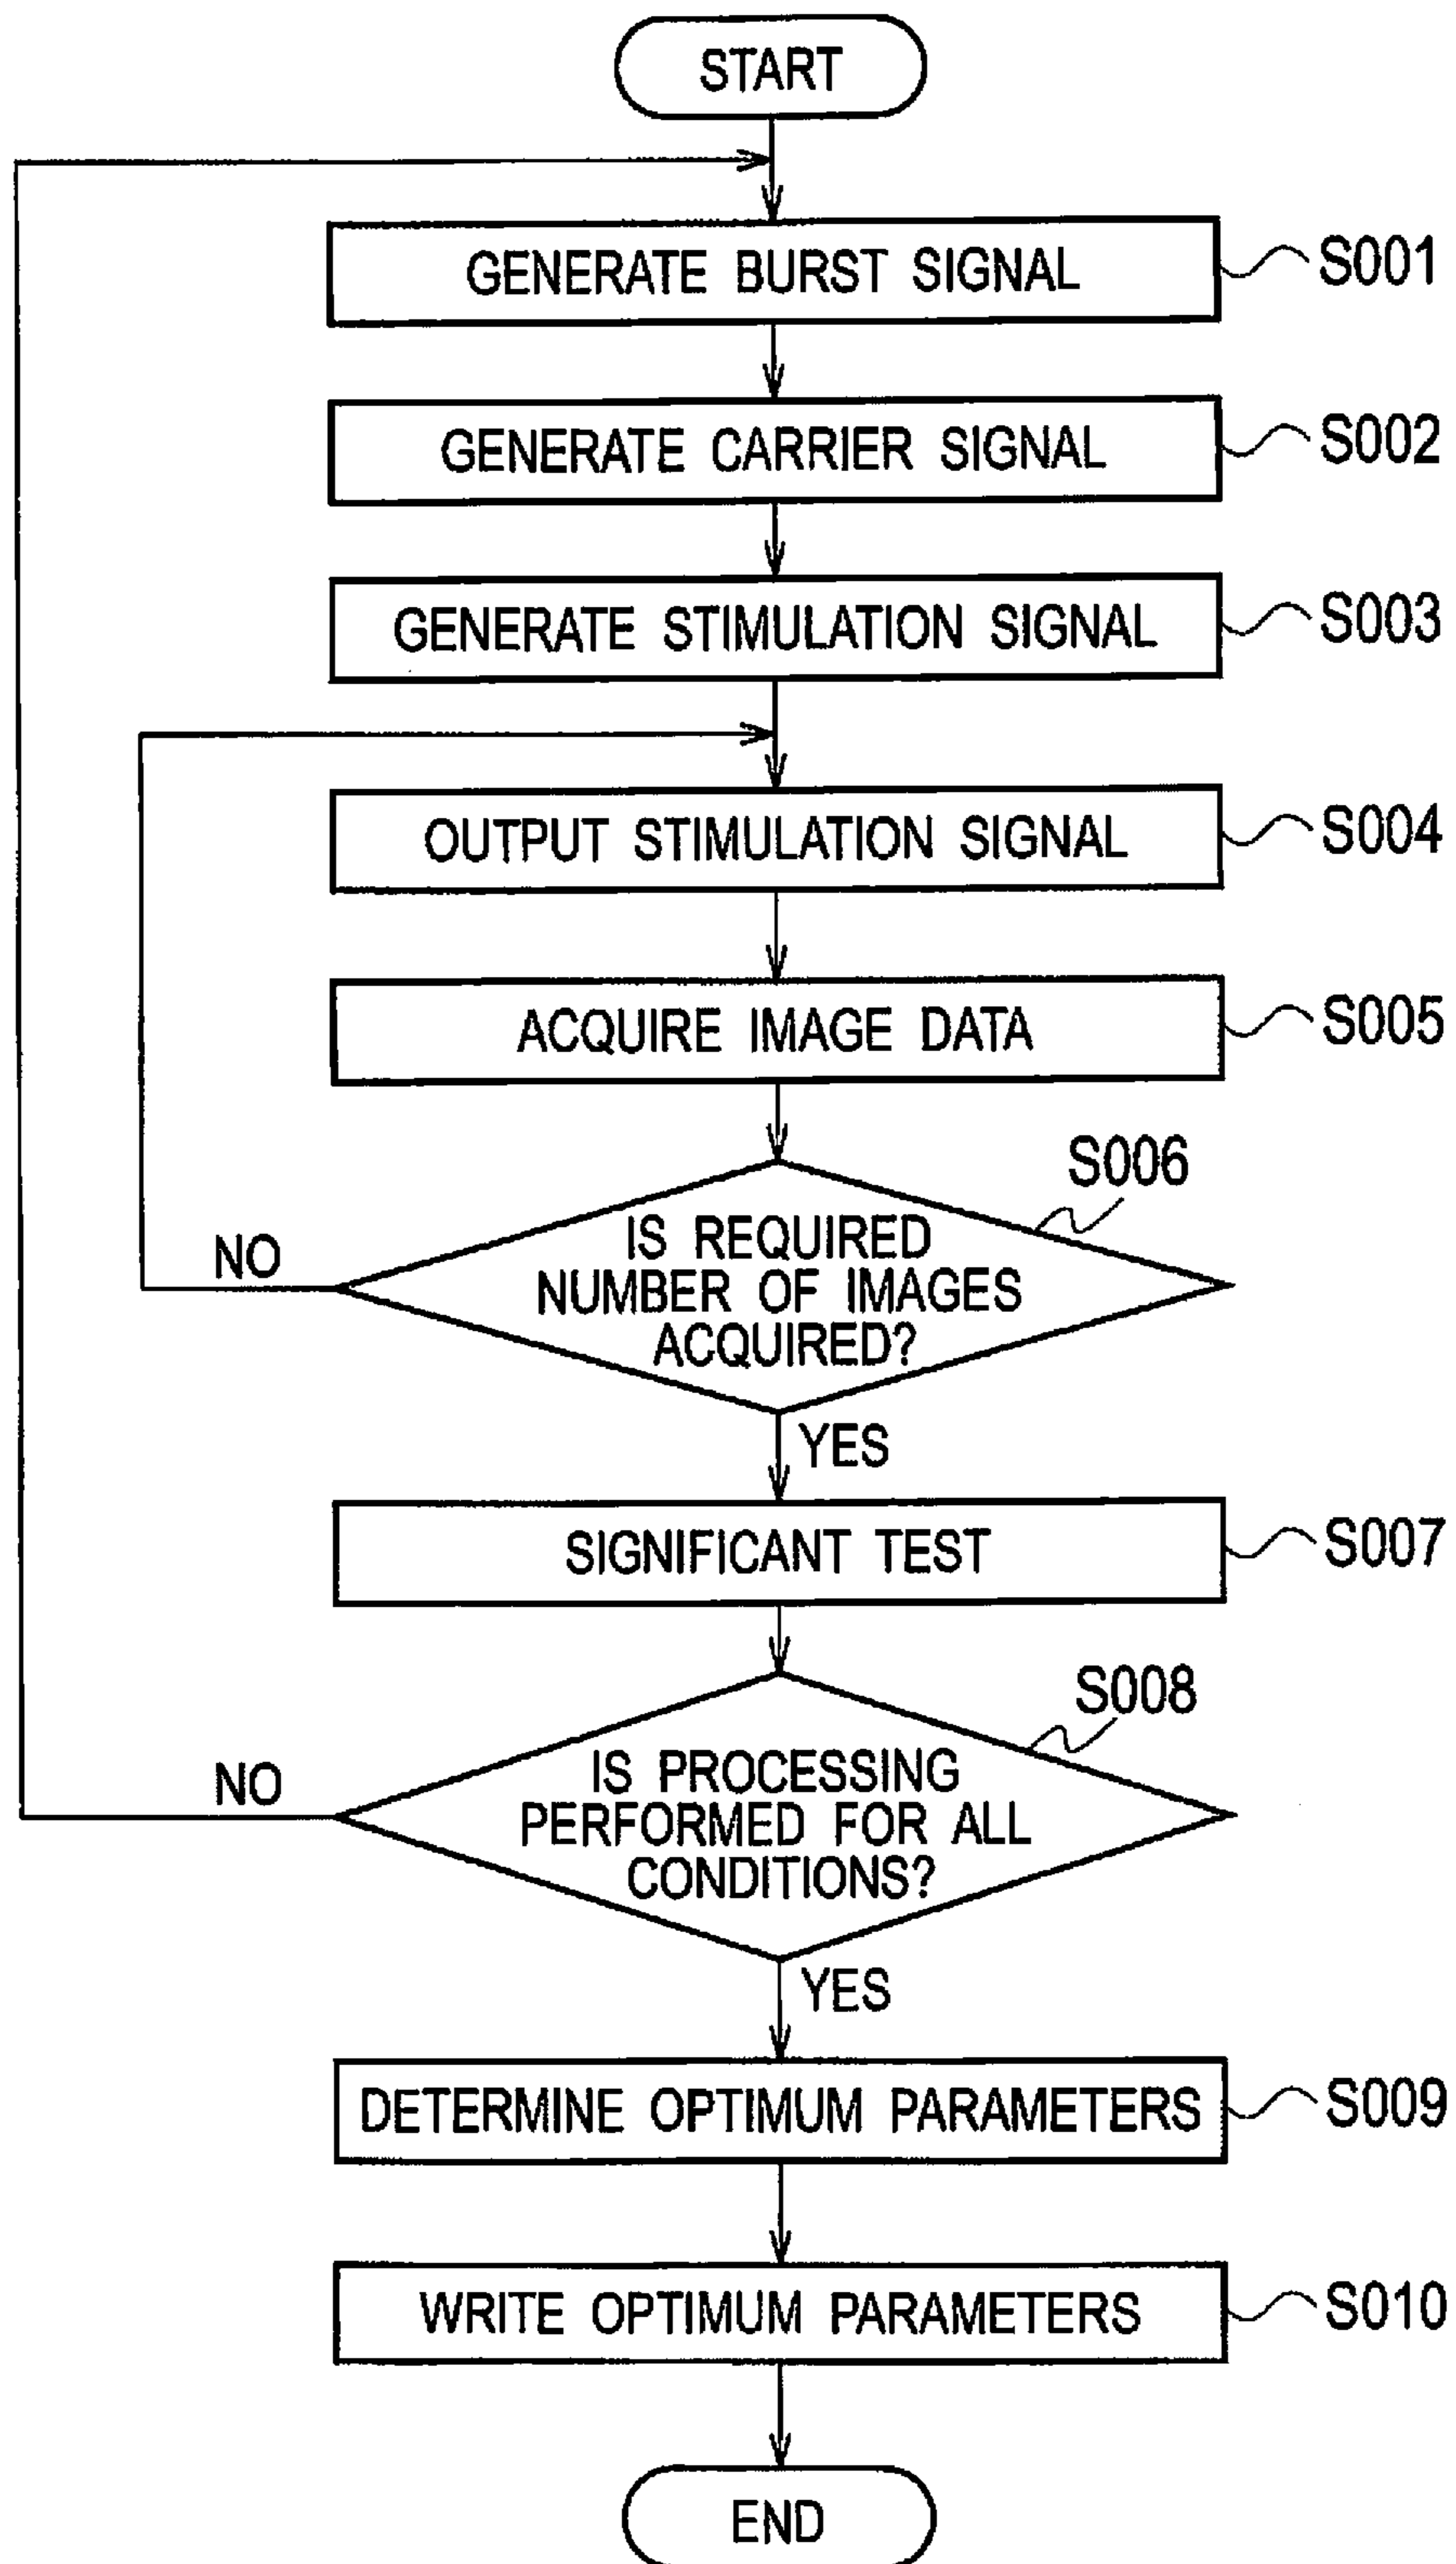 START
GENERATE BURST SIGNAL
S001
GENERATE CARRIER SIGNAL
S002
GENERATE STIMULATION SIGNAL
S003
OUTPUT STIMULATION SIGNAL
S004
ACQUIRE IMAGE DATA
S005
S006
IS REQUIRED
NUMBER OF IMAGES
ACQUIRED?
NO
YES
SIGNIFICANT TEST
S007
S008
IS PROCESSING
PERFORMED FOR ALL
CONDITIONS?
NO
YES
DETERMINE OPTIMUM PARAMETERS
S009
WRITE OPTIMUM PARAMETERS
S010
END